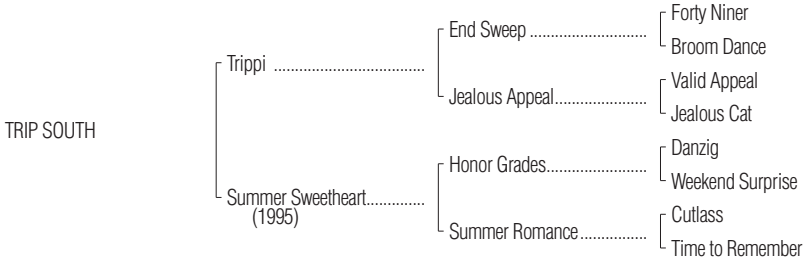 Forty Niner
End Sweep ............................
Broom Dance
Trippi ....................................
Valid Appeal
Jealous Appeal......................
Jealous Cat
TRIP SOUTH
Danzig
Honor Grades........................
Weekend Surprise
Summer Sweetheart..............
(1995)
Cutlass
Summer Romance ................
Time to Remember